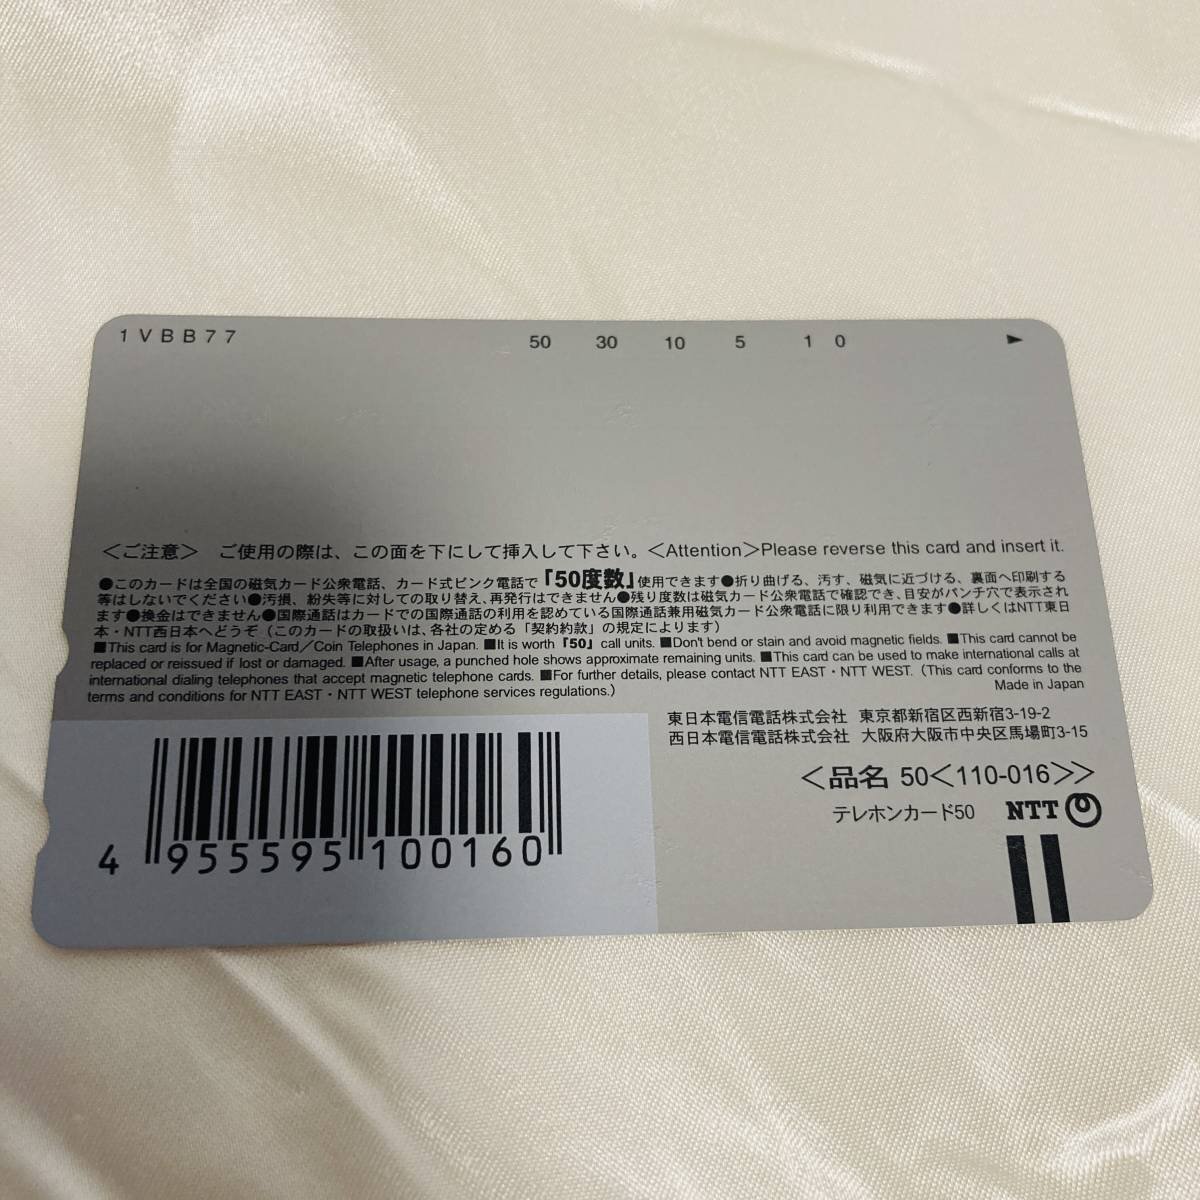 1VBB77 50 30 10 5 1 0 ►
＜ご注意＞ ご使用の際は、この面を下にして挿入して下さい。＜Attention＞Please reverse this card and insert it.
●このカードは全国の磁気カード公衆電話、カード式ピンク電話で「50度数」使用できます●折り曲げる、汚す、磁気に近づける、裏面へ印刷する
等はしないでください●汚損、紛失等に対しての取り替え、再発行はできません●残り度数は磁気カード公衆電話で確認でき、目安がパンチ穴で表示され
ます●換金はできません●国際通話はカードでの国際通話の利用を認めている国際通話兼用磁気カード公衆電話に限り利用できます●詳しくはNTT東日
本・NTT西日本へどうぞ（このカードの取扱いは、各社の定める「契約約款」の規定によります）
■This card is for Magnetic-Card／Coin Telephones in Japan. ■It is worth「50」call units. ■Don't bend or stain and avoid magnetic fields. ■This card cannot be
replaced or reissued if lost or damaged. ■After usage, a punched hole shows approximate remaining units. ■This card can be used to make international calls at
international dialing telephones that accept magnetic telephone cards. ■For further details, please contact NTT EAST・NTT WEST.（This card conforms to the
terms and conditions for NTT EAST・NTT WEST telephone services regulations.）
Made in Japan
東日本電信電話株式会社 東京都新宿区西新宿3-19-2
西日本電信電話株式会社 大阪府大阪市中央区馬場町3-15
＜品名 50＜110-016＞＞
テレホンカード50 NTT
4 955595 100160